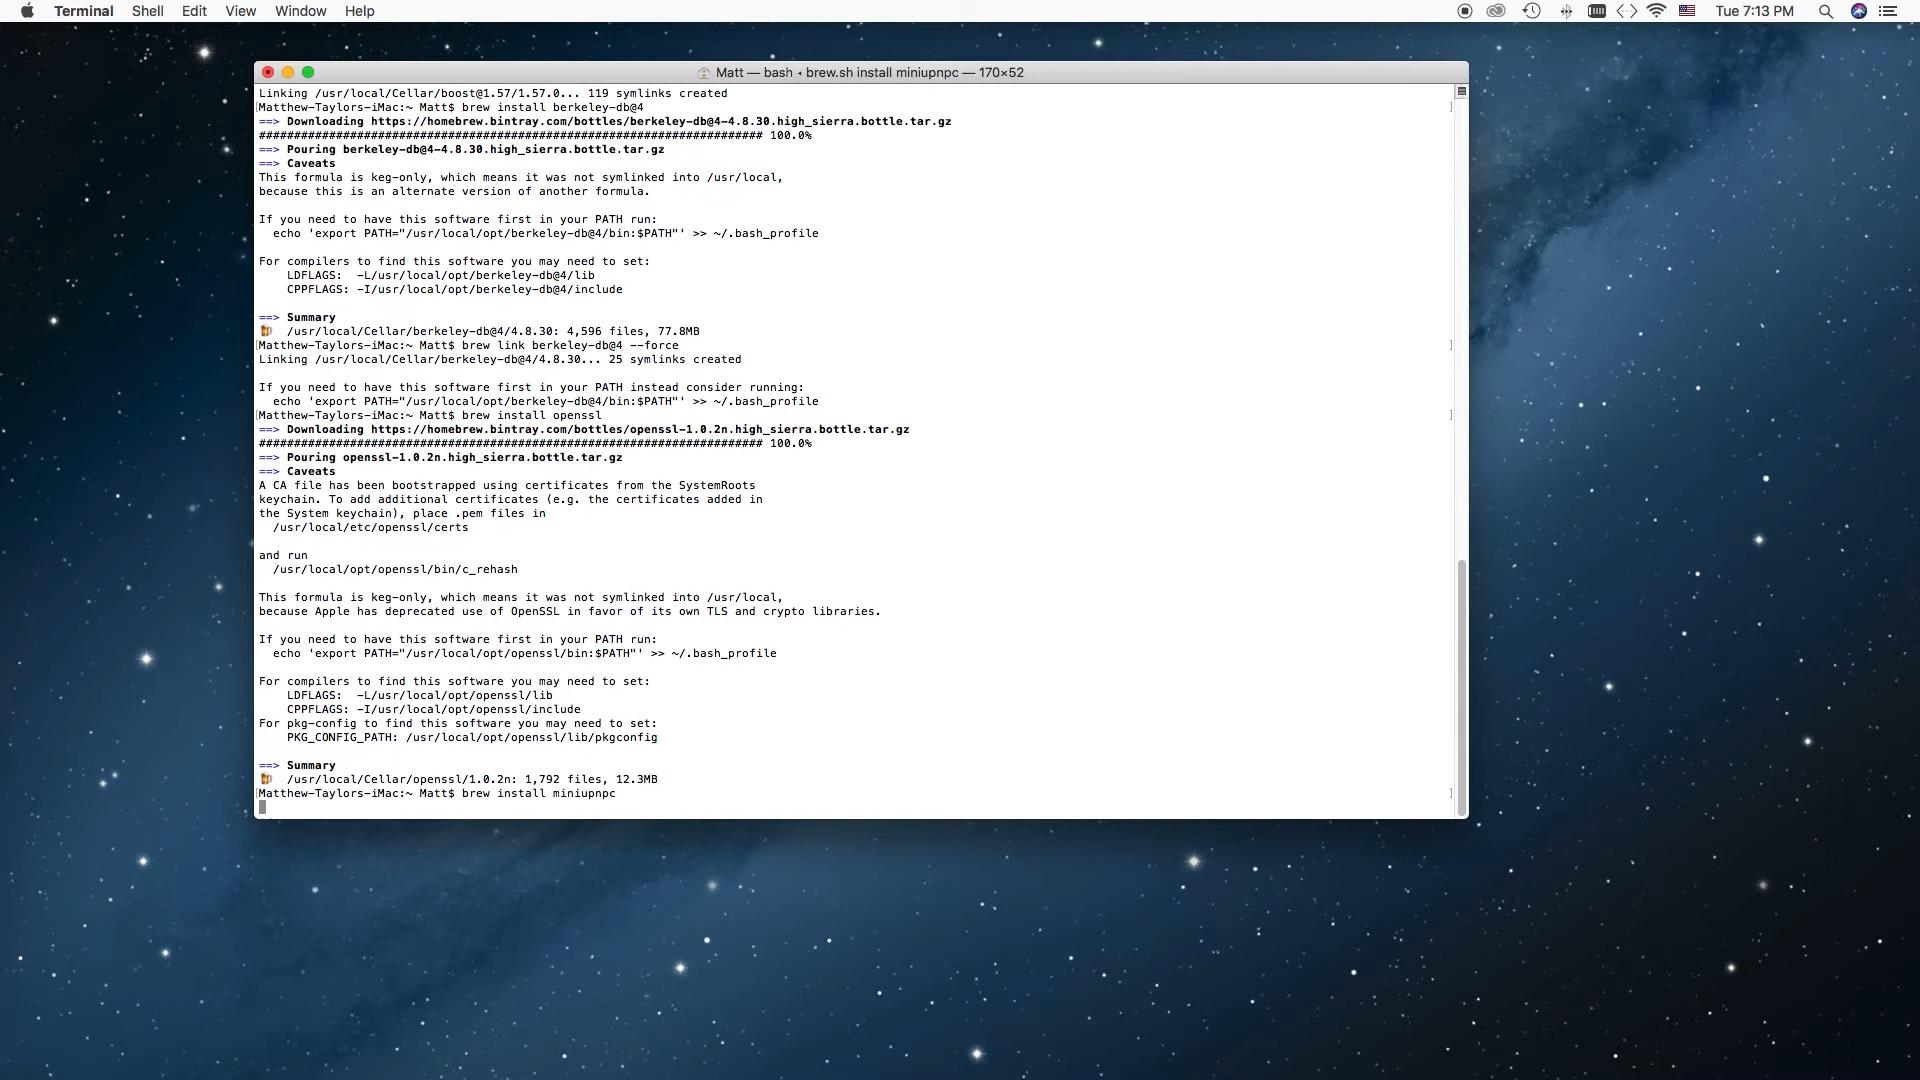 Terminal Shell Edit View Window Help Tue 7:13 PM
Matt — bash ◂ brew.sh install miniupnpc — 170×52
Linking /usr/local/Cellar/boost@1.57/1.57.0... 119 symlinks created
[Matthew-Taylors-iMac:~ Matt$ brew install berkeley-db@4 ]
==> Downloading https://homebrew.bintray.com/bottles/berkeley-db@4-4.8.30.high_sierra.bottle.tar.gz
######################################################################## 100.0%
==> Pouring berkeley-db@4-4.8.30.high_sierra.bottle.tar.gz
==> Caveats
This formula is keg-only, which means it was not symlinked into /usr/local,
because this is an alternate version of another formula.
If you need to have this software first in your PATH run:
echo 'export PATH="/usr/local/opt/berkeley-db@4/bin:$PATH"' >> ~/.bash_profile
For compilers to find this software you may need to set:
LDFLAGS: -L/usr/local/opt/berkeley-db@4/lib
CPPFLAGS: -I/usr/local/opt/berkeley-db@4/include
==> Summary
🍺 /usr/local/Cellar/berkeley-db@4/4.8.30: 4,596 files, 77.8MB
[Matthew-Taylors-iMac:~ Matt$ brew link berkeley-db@4 --force ]
Linking /usr/local/Cellar/berkeley-db@4/4.8.30... 25 symlinks created
If you need to have this software first in your PATH instead consider running:
echo 'export PATH="/usr/local/opt/berkeley-db@4/bin:$PATH"' >> ~/.bash_profile
[Matthew-Taylors-iMac:~ Matt$ brew install openssl ]
==> Downloading https://homebrew.bintray.com/bottles/openssl-1.0.2n.high_sierra.bottle.tar.gz
######################################################################## 100.0%
==> Pouring openssl-1.0.2n.high_sierra.bottle.tar.gz
==> Caveats
A CA file has been bootstrapped using certificates from the SystemRoots
keychain. To add additional certificates (e.g. the certificates added in
the System keychain), place .pem files in
/usr/local/etc/openssl/certs
and run
/usr/local/opt/openssl/bin/c_rehash
This formula is keg-only, which means it was not symlinked into /usr/local,
because Apple has deprecated use of OpenSSL in favor of its own TLS and crypto libraries.
If you need to have this software first in your PATH run:
echo 'export PATH="/usr/local/opt/openssl/bin:$PATH"' >> ~/.bash_profile
For compilers to find this software you may need to set:
LDFLAGS: -L/usr/local/opt/openssl/lib
CPPFLAGS: -I/usr/local/opt/openssl/include
For pkg-config to find this software you may need to set:
PKG_CONFIG_PATH: /usr/local/opt/openssl/lib/pkgconfig
==> Summary
🍺 /usr/local/Cellar/openssl/1.0.2n: 1,792 files, 12.3MB
[Matthew-Taylors-iMac:~ Matt$ brew install miniupnpc ]